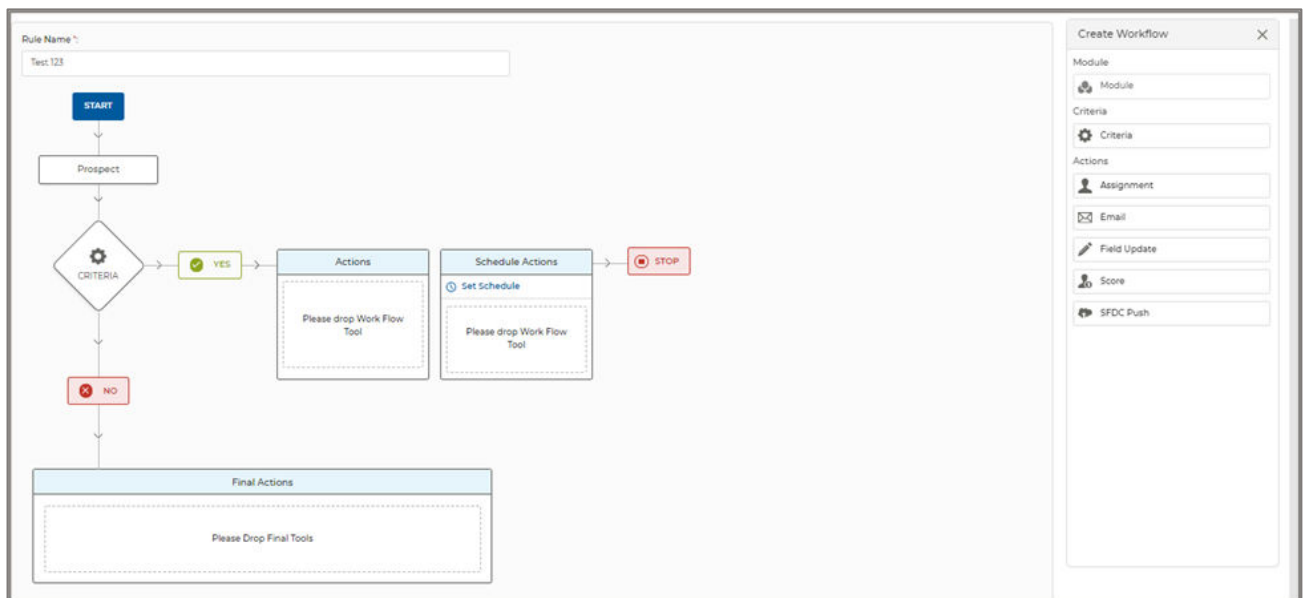 Rule Name *:
Test 123
START
Prospect
CRITERIA
YES
Actions
Please drop Work Flow
Tool
Schedule Actions
Set Schedule
Please drop Work Flow
Tool
STOP
NO
Final Actions
Please Drop Final Tools
Create Workflow
Module
Module
Criteria
Criteria
Actions
Assignment
Email
Field Update
Score
SFDC Push